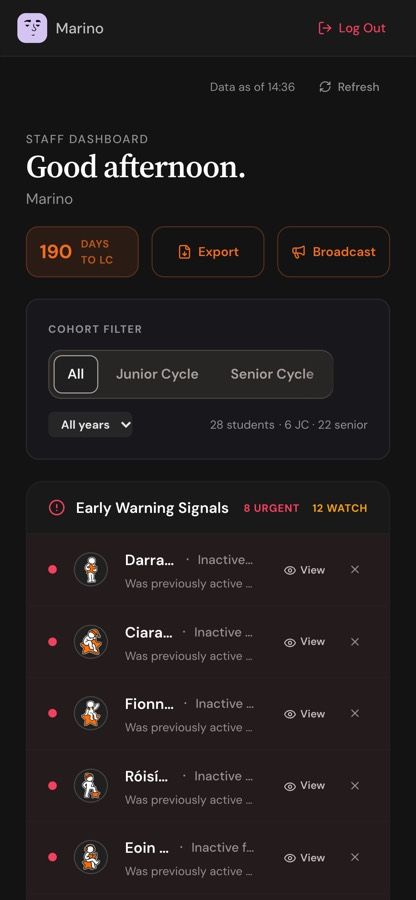 Marino
Log Out
Data as of 14:36
Refresh
STAFF DASHBOARD
Good afternoon.
Marino
190 DAYS TO LC
Export
Broadcast
COHORT FILTER
All
Junior Cycle
Senior Cycle
All years
28 students · 6 JC · 22 senior
Early Warning Signals
8 URGENT
12 WATCH
Darra... · Inactive...
Was previously active ...
View
Ciara... · Inactive ...
Was previously active ...
View
Fionn... · Inactive ...
Was previously active ...
View
Róisí... · Inactive ...
Was previously active ...
View
Eoin ... · Inactive f...
Was previously active ...
View